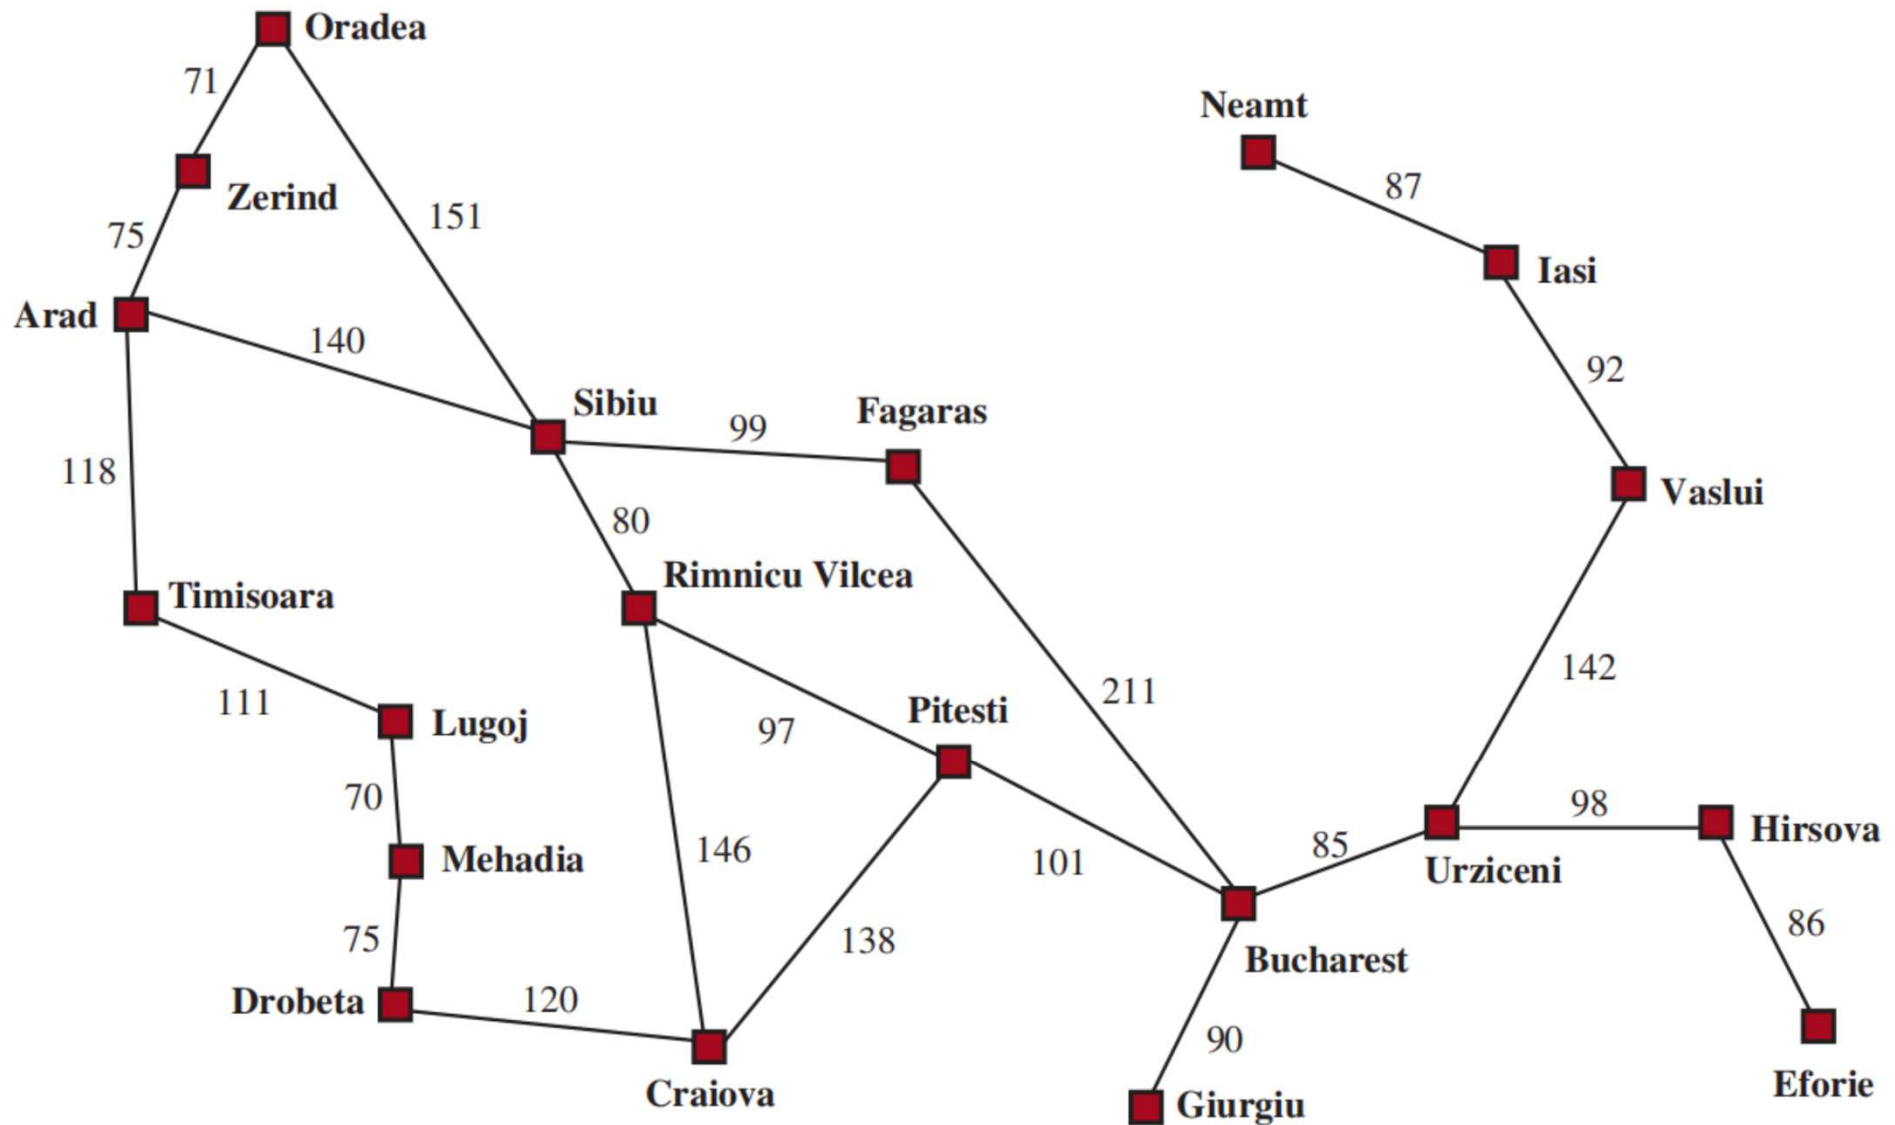 Oradea
71
Neamt
87
Zerind
151
75
Iasi
Arad
140
92
Sibiu
Fagaras
99
118
Vaslui
80
Rimnicu Vilcea
Timisoara
142
211
111
Lugoj
97
Pitesti
70
98
Hirsova
Mehadia
146
101
85
Urziceni
75
138
86
Bucharest
Drobeta
120
90
Eforie
Craiova
Giurgiu